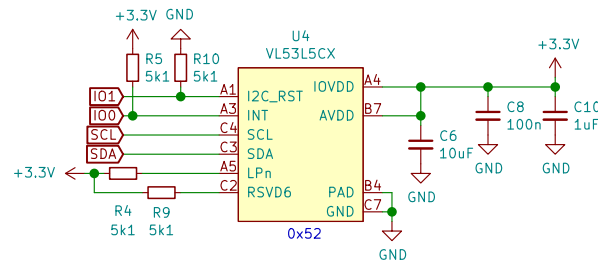 +3.3V GND
+3.3V
U4
VL53L5CX
R5
5k1
R10
5k1
IO1
IO0
SCL
SDA
A1
A3
C4
C3
A5
C2
I2C_RST
INT
SCL
SDA
LPn
RSVD6
IOVDD
AVDD
PAD
GND
A4
B7
B4
C7
C8
100n
C10
1uF
C6
10uF
GND
GND
GND
+3.3V
R4
5k1
R9
5k1
0x52
GND